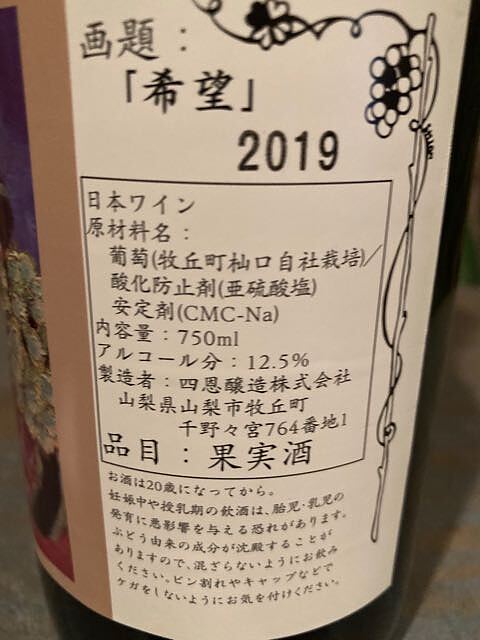 画題：
「希望」
2019
日本ワイン
原材料名：
葡萄(牧丘町杣口自社栽培)／
酸化防止剤(亜硫酸塩)
安定剤(CMC-Na)
内容量：750ml
アルコール分：12.5%
製造者：四恩醸造株式会社
山梨県山梨市牧丘町
千野々宮764番地1
品目：果実酒
お酒は20歳になってから。
妊娠中や授乳期の飲酒は、胎児・乳児の
発育に悪影響を与える恐れがあります。
ぶどう由来の成分が沈殿することが
ありますので、混ざらないようにお飲み
ください。ビン割れやキャップなどで
ケガをしないようにお気を付けください。